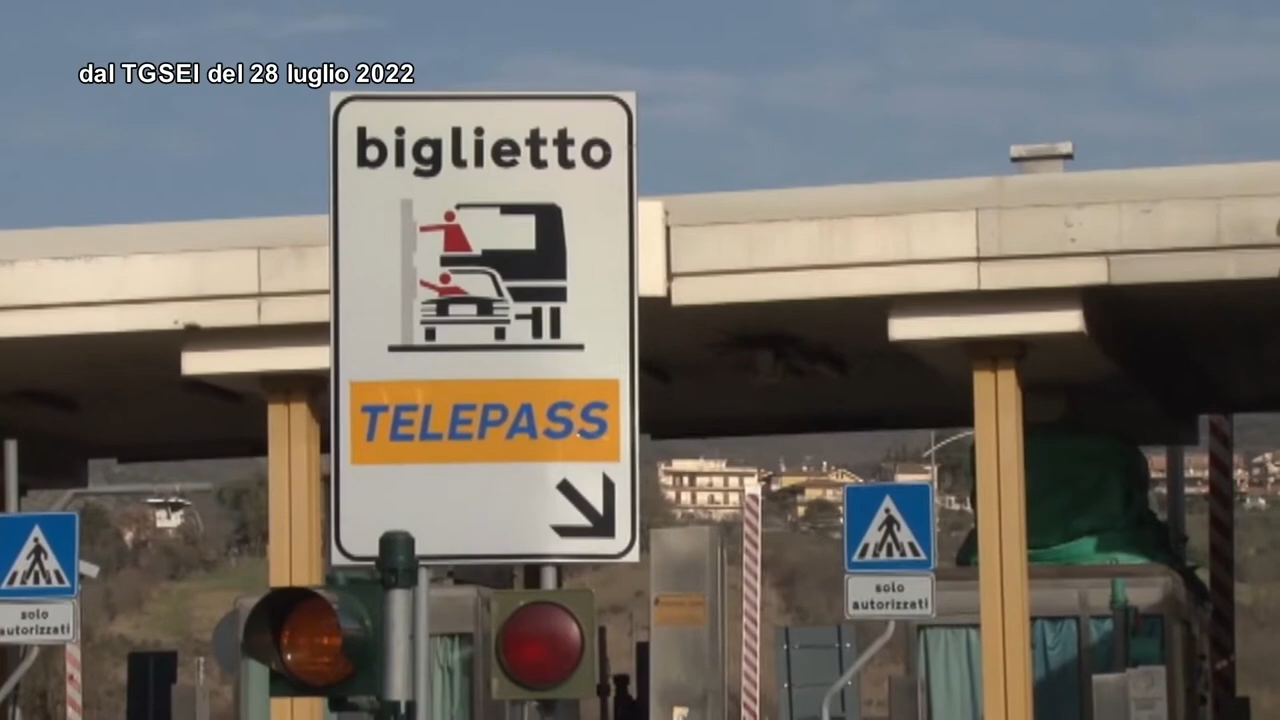 dal TGSEI del 28 luglio 2022
biglietto
TELEPASS
solo
autorizzati
solo
autorizzati